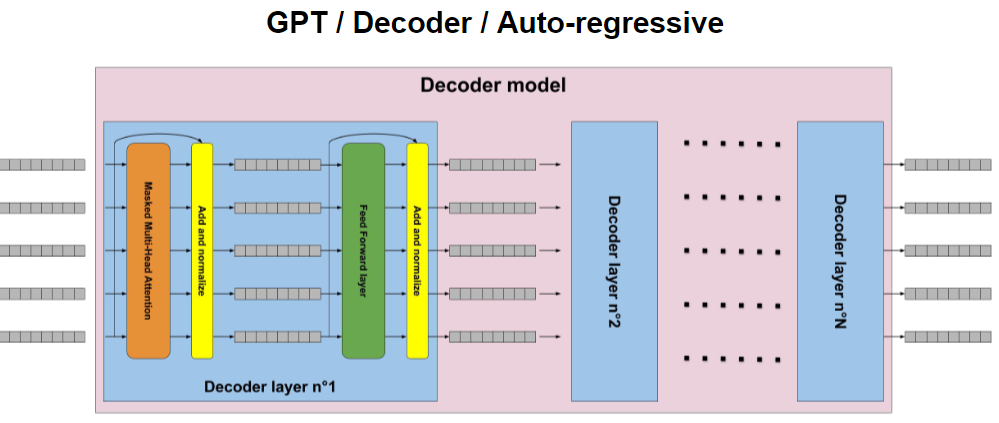 GPT / Decoder / Auto-regressive
Decoder model
Masked Multi-Head Attention
Add and normalize
Feed Forward layer
Add and normalize
Decoder layer n°1
Decoder layer n°2
Decoder layer n°N